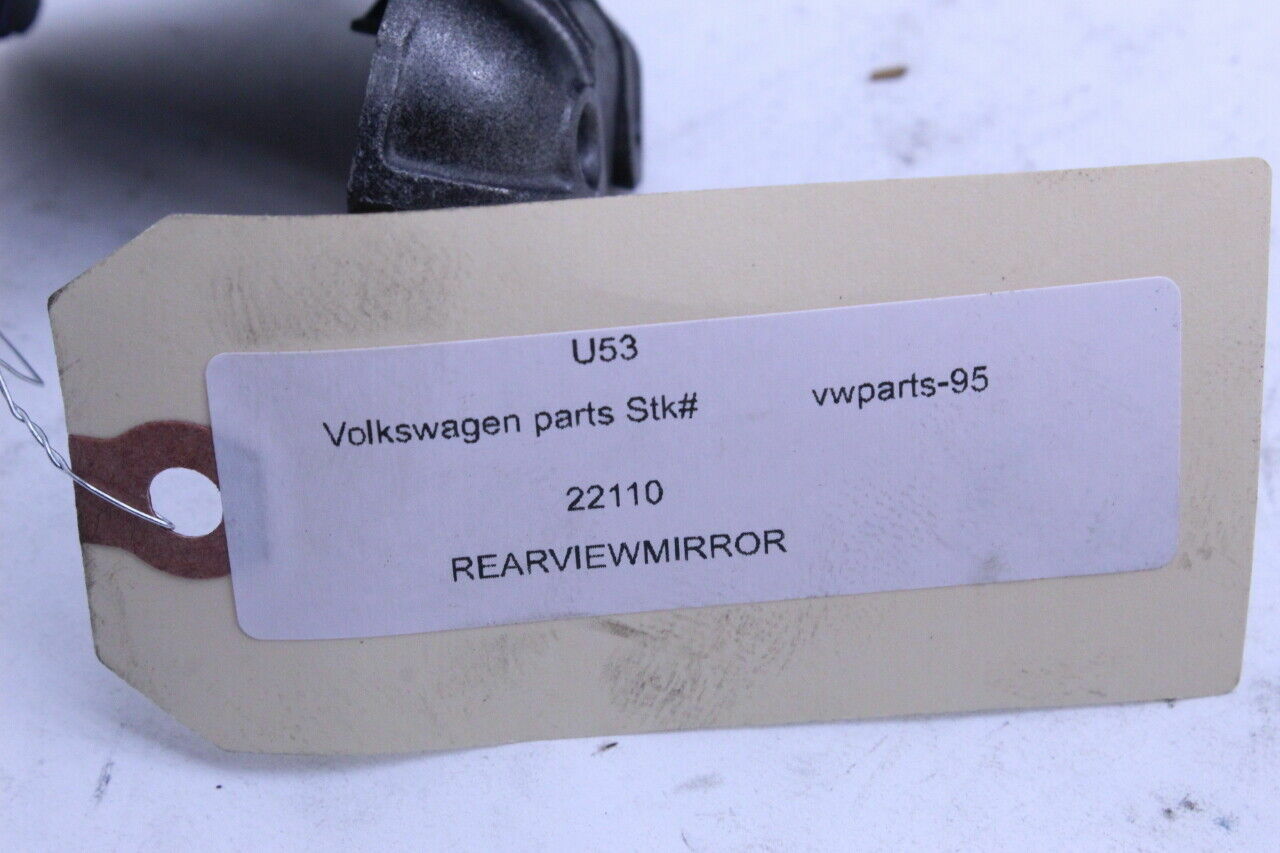 U53
Volkswagen parts Stk# vwparts-95
22110
REARVIEWMIRROR